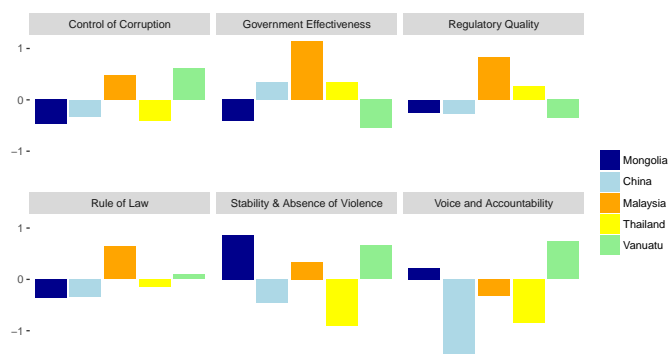 Control of Corruption
Government Effectiveness
Regulatory Quality
1
0
−1
Rule of Law
Stability & Absence of Violence
Voice and Accountability
1
0
−1
Mongolia
China
Malaysia
Thailand
Vanuatu